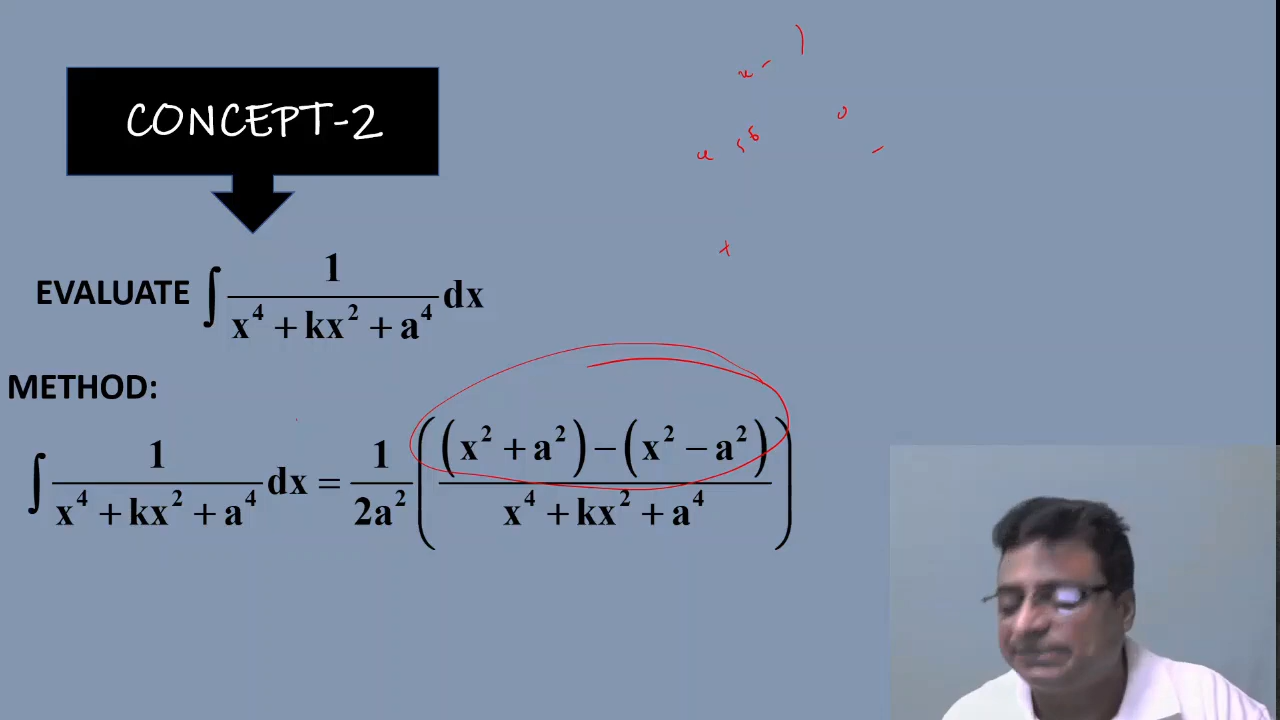 CONCEPT-2
EVALUATE ∫ 1/(x⁴ + kx² + a⁴) dx
METHOD:
∫ 1/(x⁴ + kx² + a⁴) dx = 1/(2a²) (((x² + a²) − (x² − a²))/(x⁴ + kx² + a⁴))